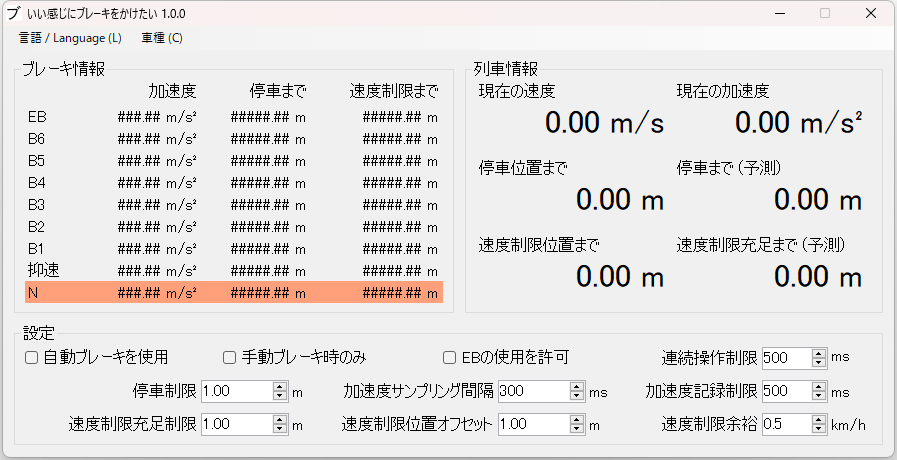 ブ いい感じにブレーキをかけたい 1.0.0
言語 / Language (L) 車種 (C)
ブレーキ情報
加速度 停車まで 速度制限まで
EB ###.## m/s² #####.## m #####.## m
B6 ###.## m/s² #####.## m #####.## m
B5 ###.## m/s² #####.## m #####.## m
B4 ###.## m/s² #####.## m #####.## m
B3 ###.## m/s² #####.## m #####.## m
B2 ###.## m/s² #####.## m #####.## m
B1 ###.## m/s² #####.## m #####.## m
抑速 ###.## m/s² #####.## m #####.## m
N ###.## m/s² #####.## m #####.## m
列車情報
現在の速度 現在の加速度
0.00 m/s 0.00 m/s²
停車位置まで 停車まで (予測)
0.00 m 0.00 m
速度制限位置まで 速度制限充足まで (予測)
0.00 m 0.00 m
設定
自動ブレーキを使用 手動ブレーキ時のみ EBの使用を許可 連続操作制限 500 ms
停車制限 1.00 m 加速度サンプリング間隔 300 ms 加速度記録制限 500 ms
速度制限充足制限 1.00 m 速度制限位置オフセット 1.00 m 速度制限余裕 0.5 km/h